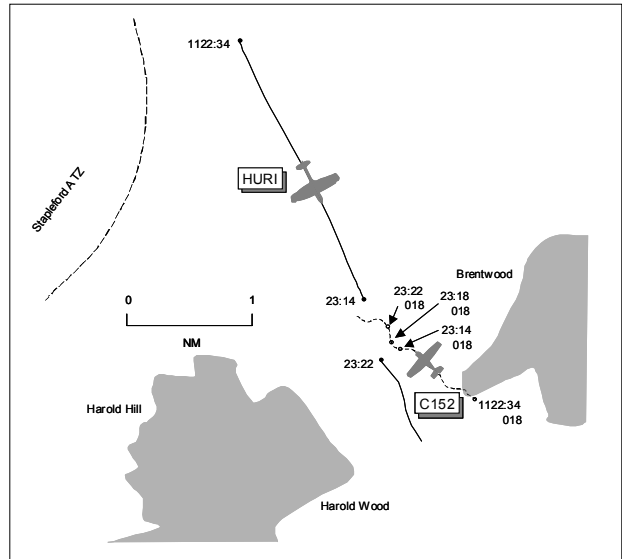 1122:34
HURI
Stapleford A TZ
Brentwood
23:22
018
23:18
018
23:14
23:14
018
0
1
NM
23:22
C152
1122:34
018
Harold Hill
Harold Wood